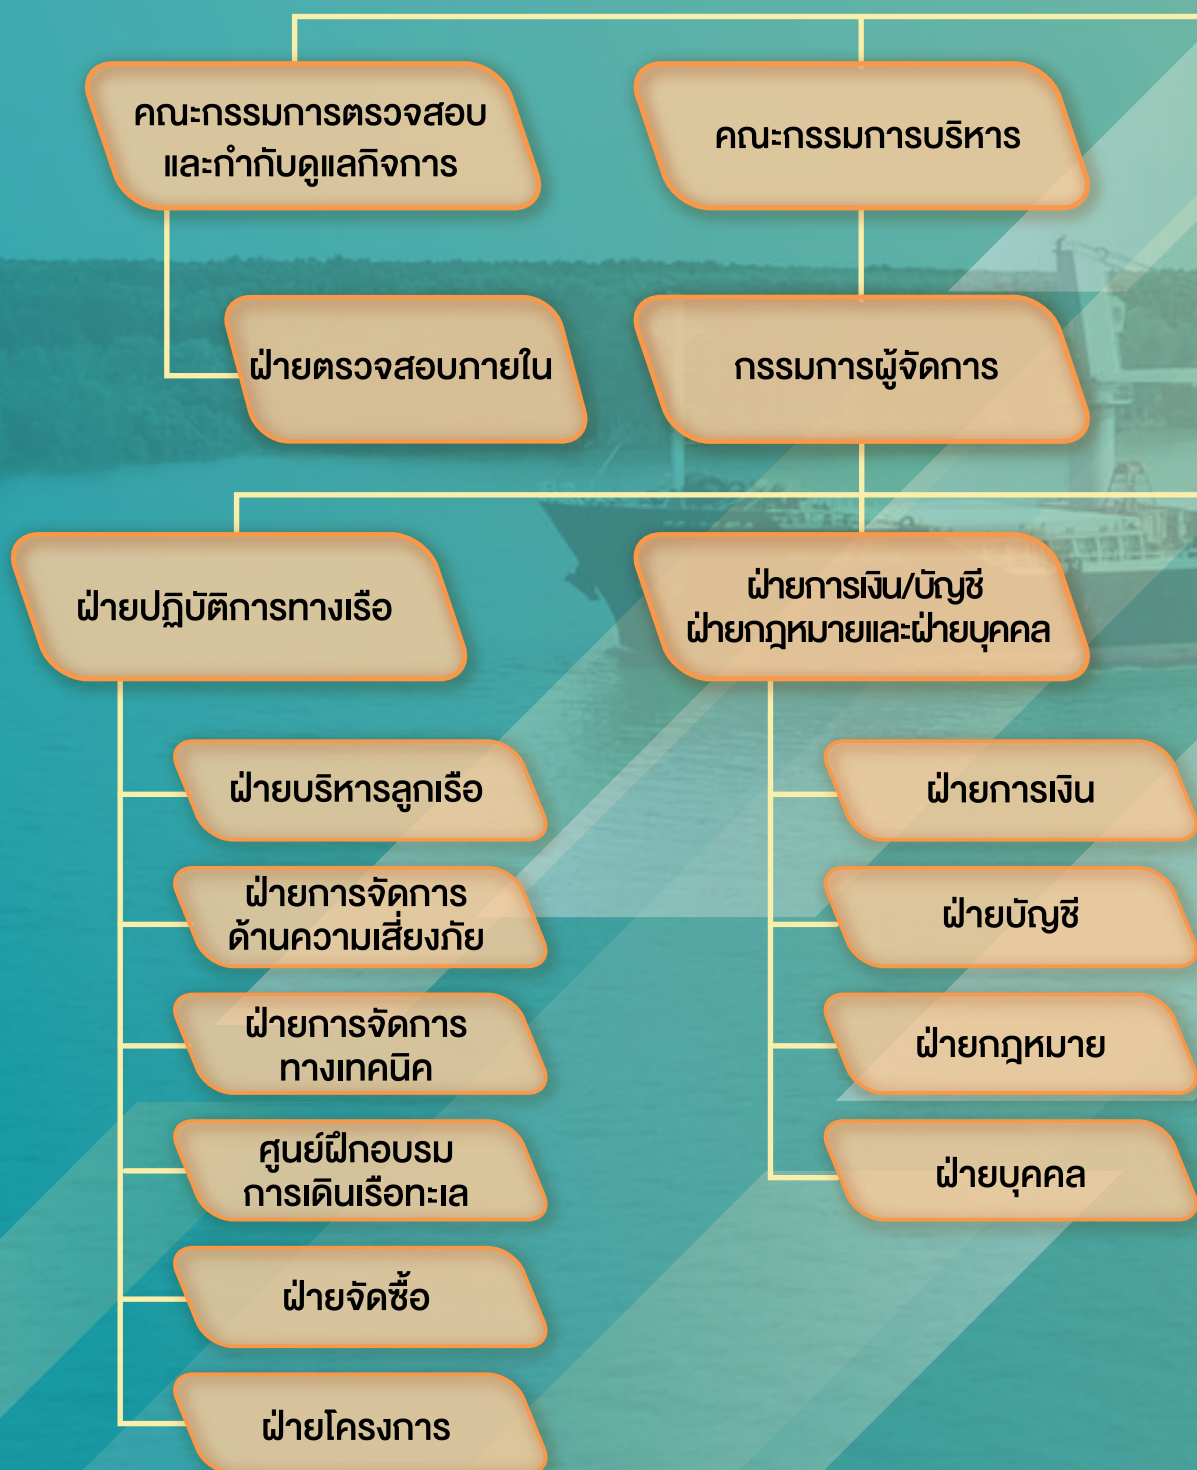 คณะกรรมการตรวจสอบ
และกำกับดูแลกิจการ
คณะกรรมการบริหาร
ฝ่ายตรวจสอบภายใน
กรรมการผู้จัดการ
ฝ่ายปฏิบัติการทางเรือ
ฝ่ายการเงิน/บัญชี
ฝ่ายกฎหมายและฝ่ายบุคคล
ฝ่ายบริหารลูกเรือ
ฝ่ายการจัดการ
ด้านความเสี่ยงภัย
ฝ่ายการจัดการ
ทางเทคนิค
ศูนย์ฝึกอบรม
การเดินเรือทะเล
ฝ่ายจัดซื้อ
ฝ่ายโครงการ
ฝ่ายการเงิน
ฝ่ายบัญชี
ฝ่ายกฎหมาย
ฝ่ายบุคคล